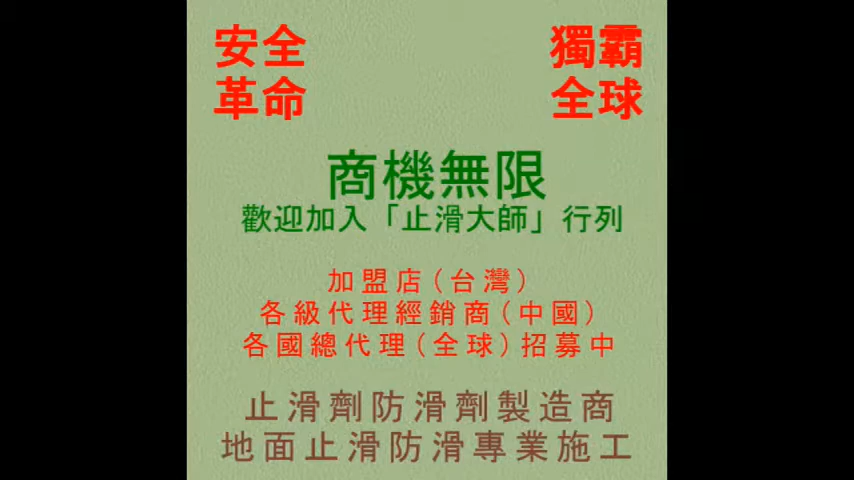 安全 獨霸
革命 全球
商機無限
歡迎加入「止滑大師」行列
加盟店(台灣)
各級代理經銷商(中國)
各國總代理(全球)招募中
止滑劑防滑劑製造商
地面止滑防滑專業施工